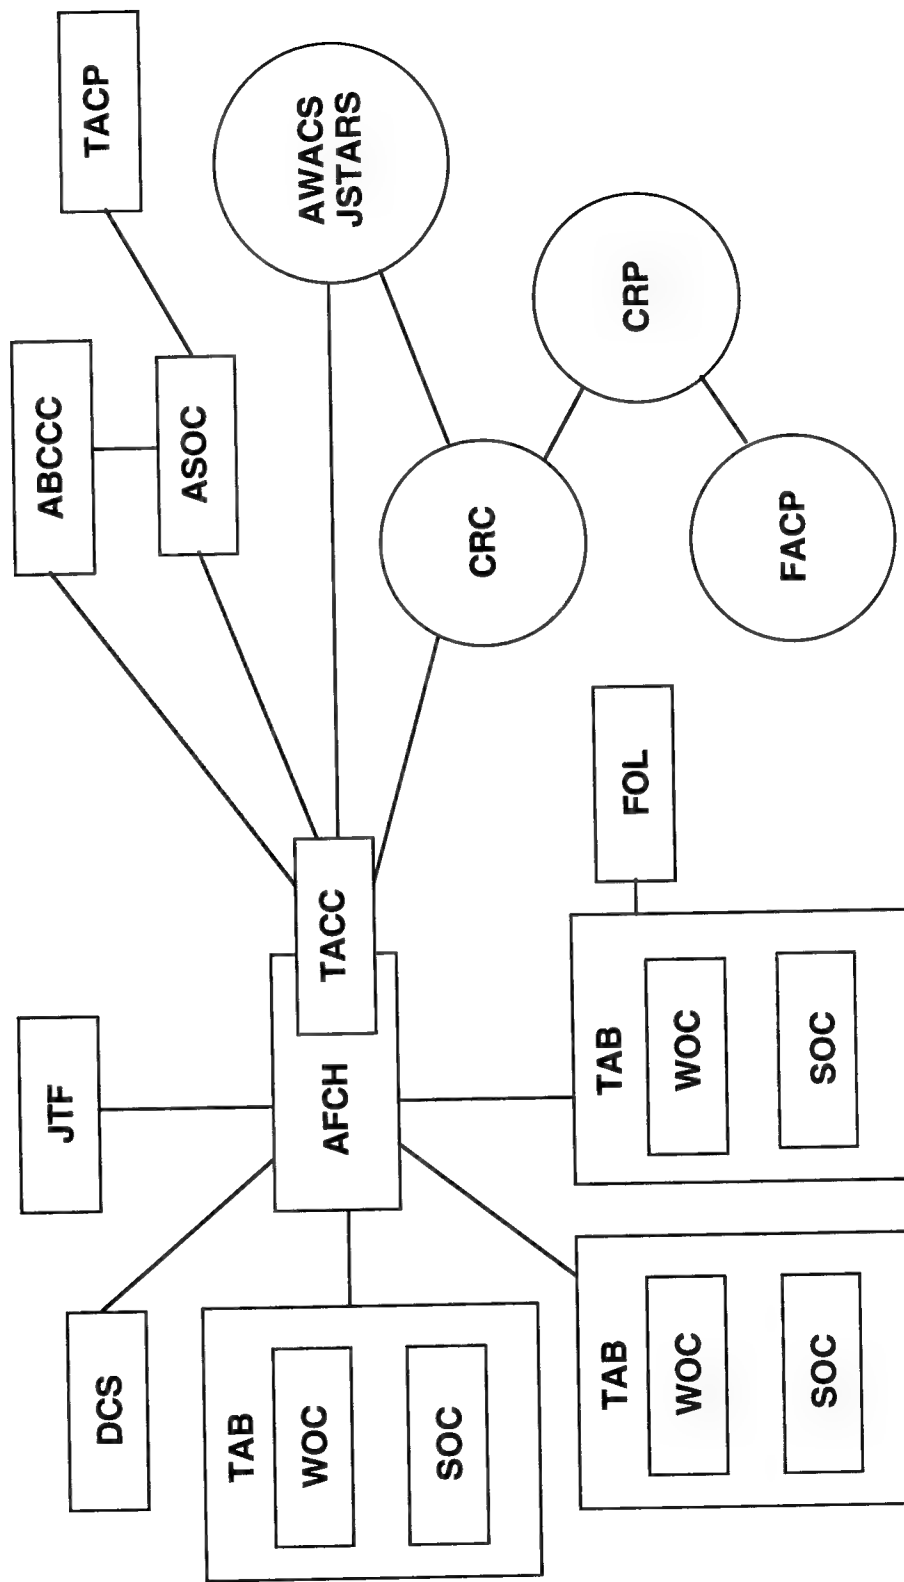 DCS
JTF
ABCCC
TACP
ASOC
TAB
WOC
SOC
AFCH
TACC
AWACS
JSTARS
CRC
CRP
TAB
WOC
SOC
TAB
WOC
SOC
FOL
FACP